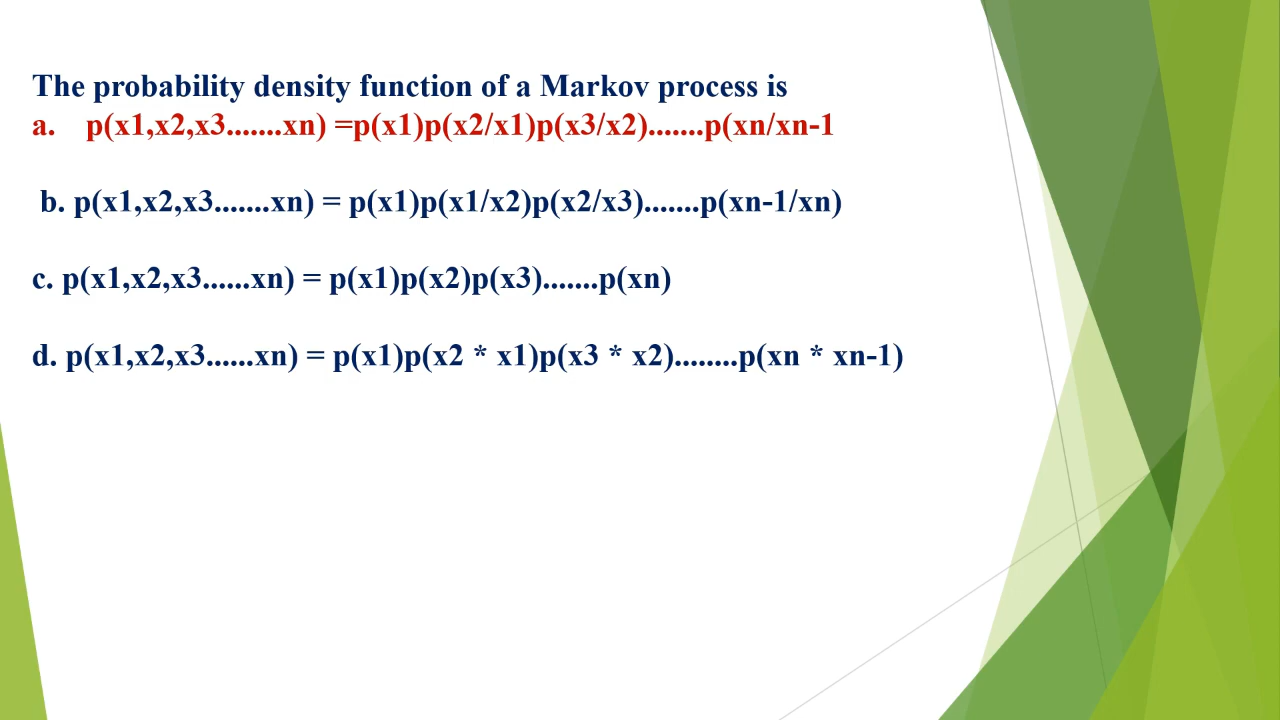 The probability density function of a Markov process is
a. p(x1,x2,x3.......xn) =p(x1)p(x2/x1)p(x3/x2).......p(xn/xn-1
b. p(x1,x2,x3.......xn) = p(x1)p(x1/x2)p(x2/x3).......p(xn-1/xn)
c. p(x1,x2,x3......xn) = p(x1)p(x2)p(x3).......p(xn)
d. p(x1,x2,x3......xn) = p(x1)p(x2 * x1)p(x3 * x2)........p(xn * xn-1)